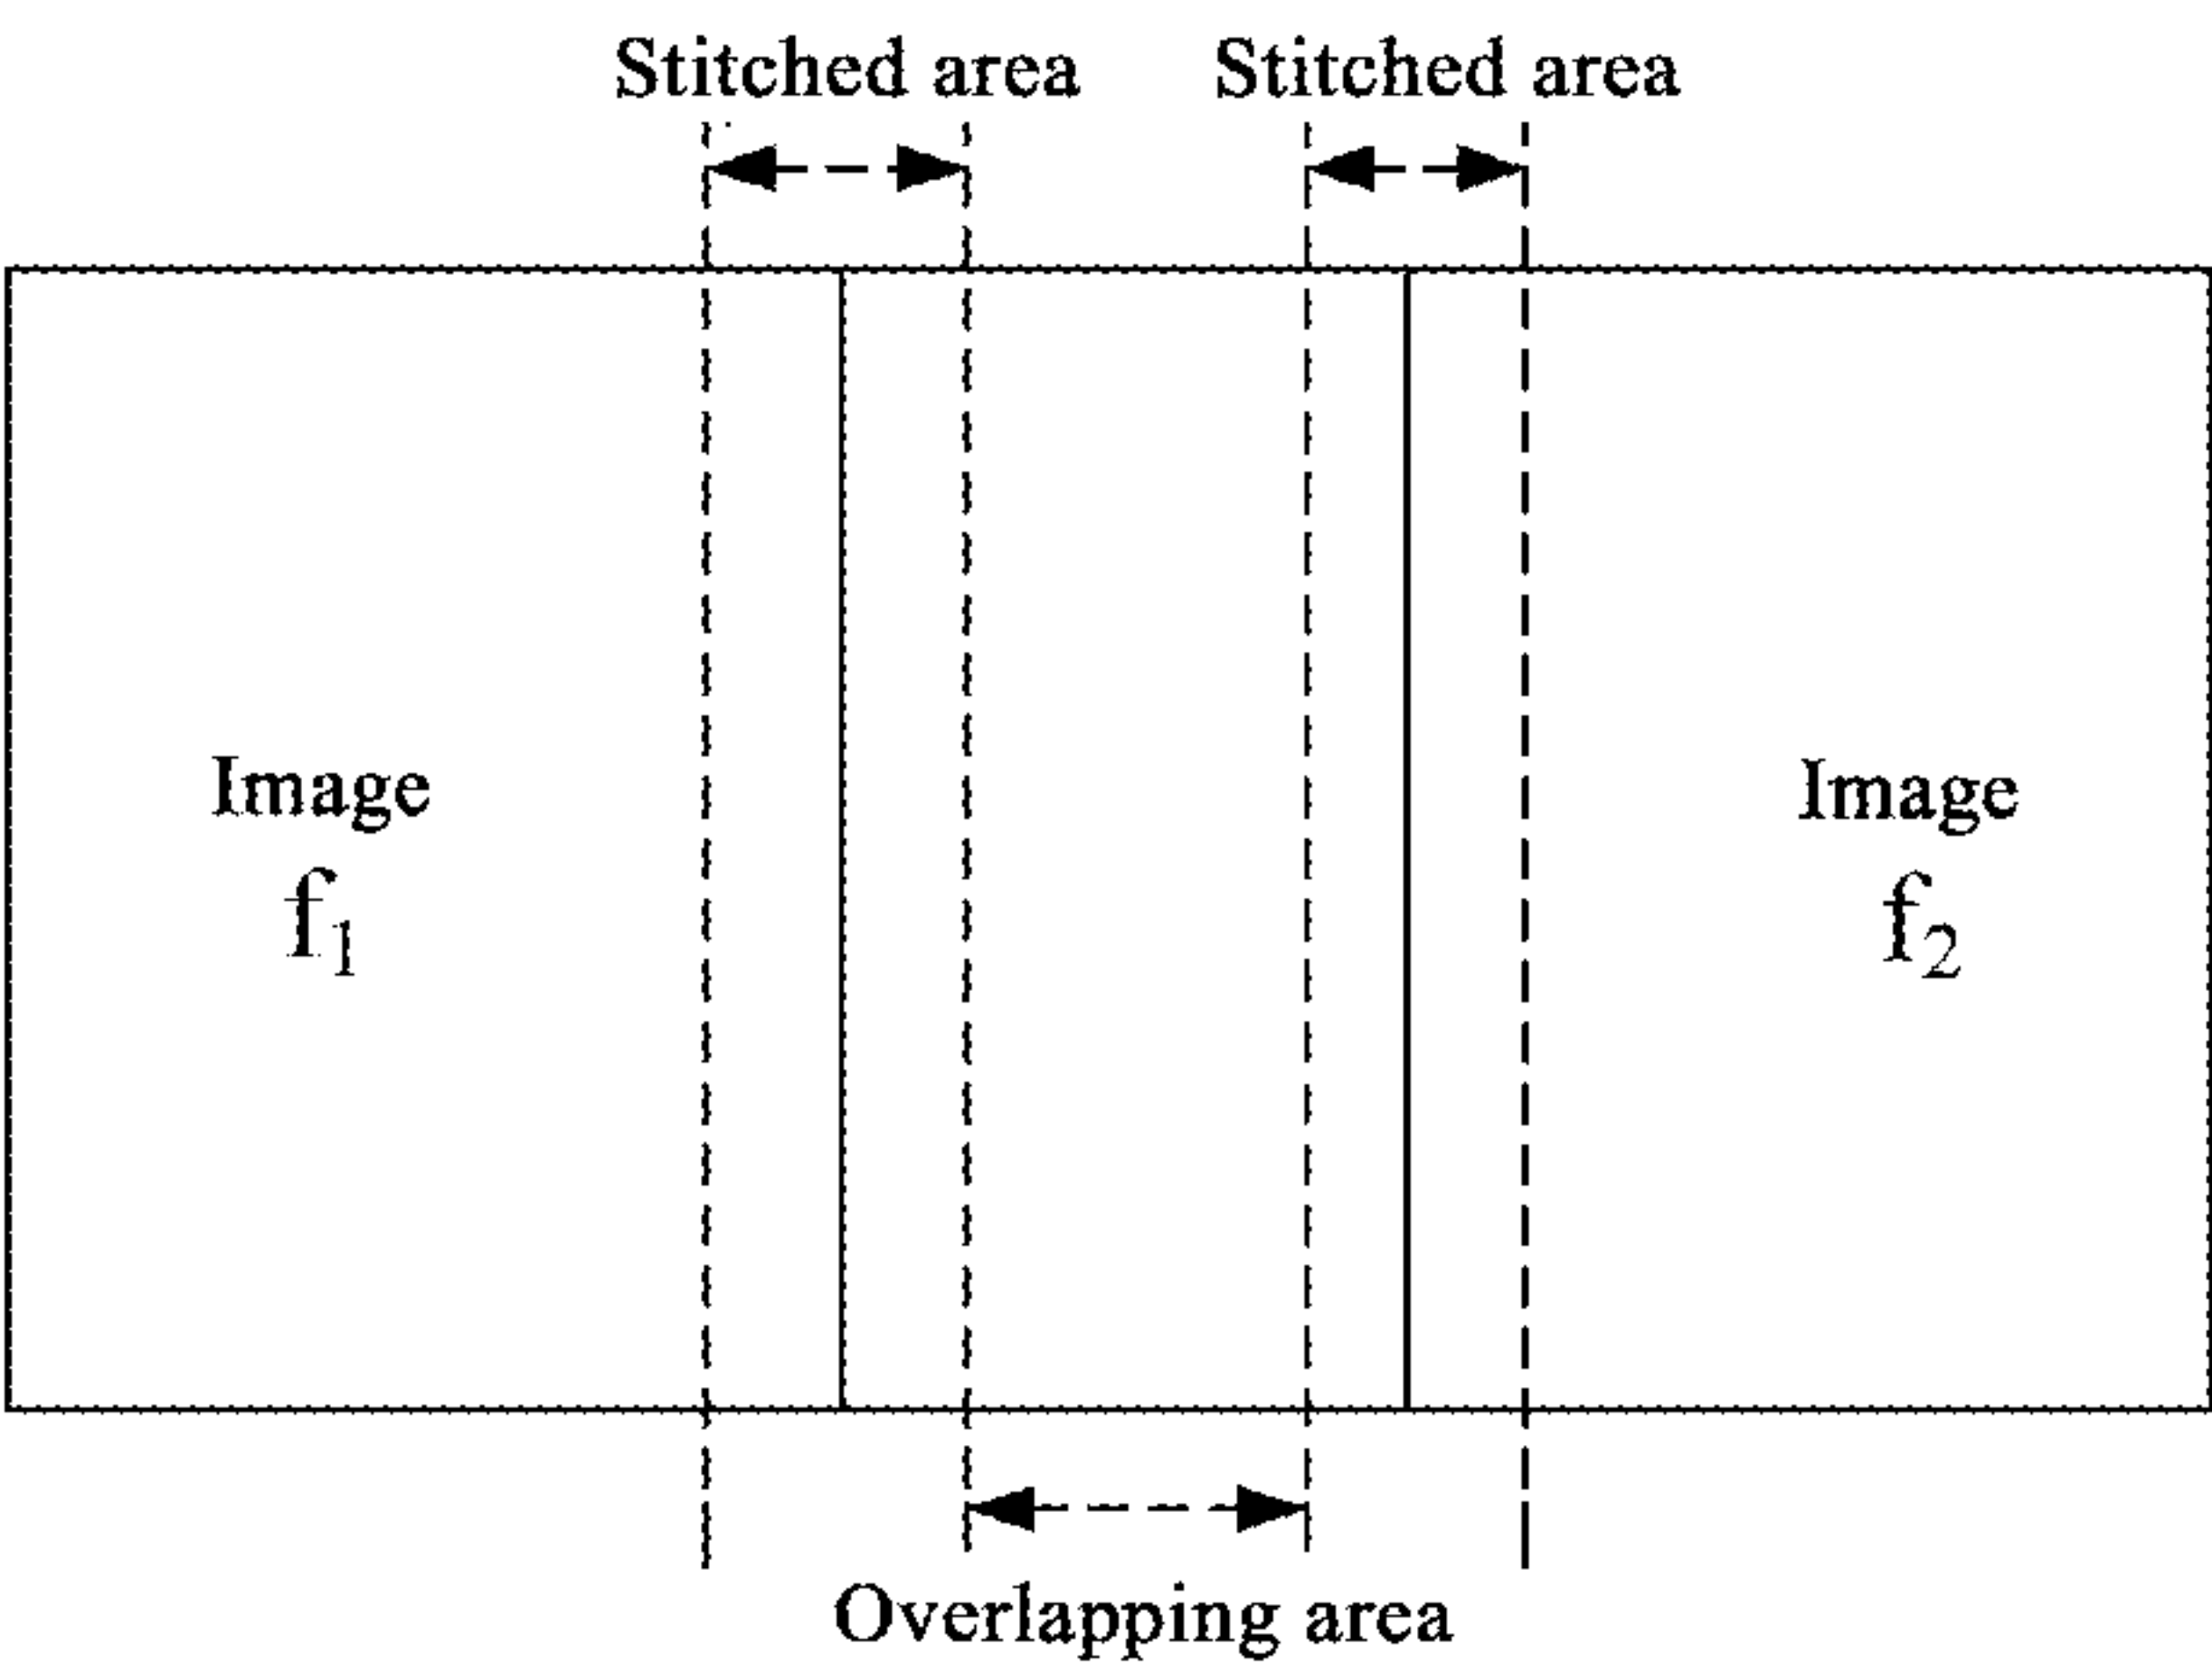 Stitched area Stitched area
Image
f₁
Image
f₂
Overlapping area